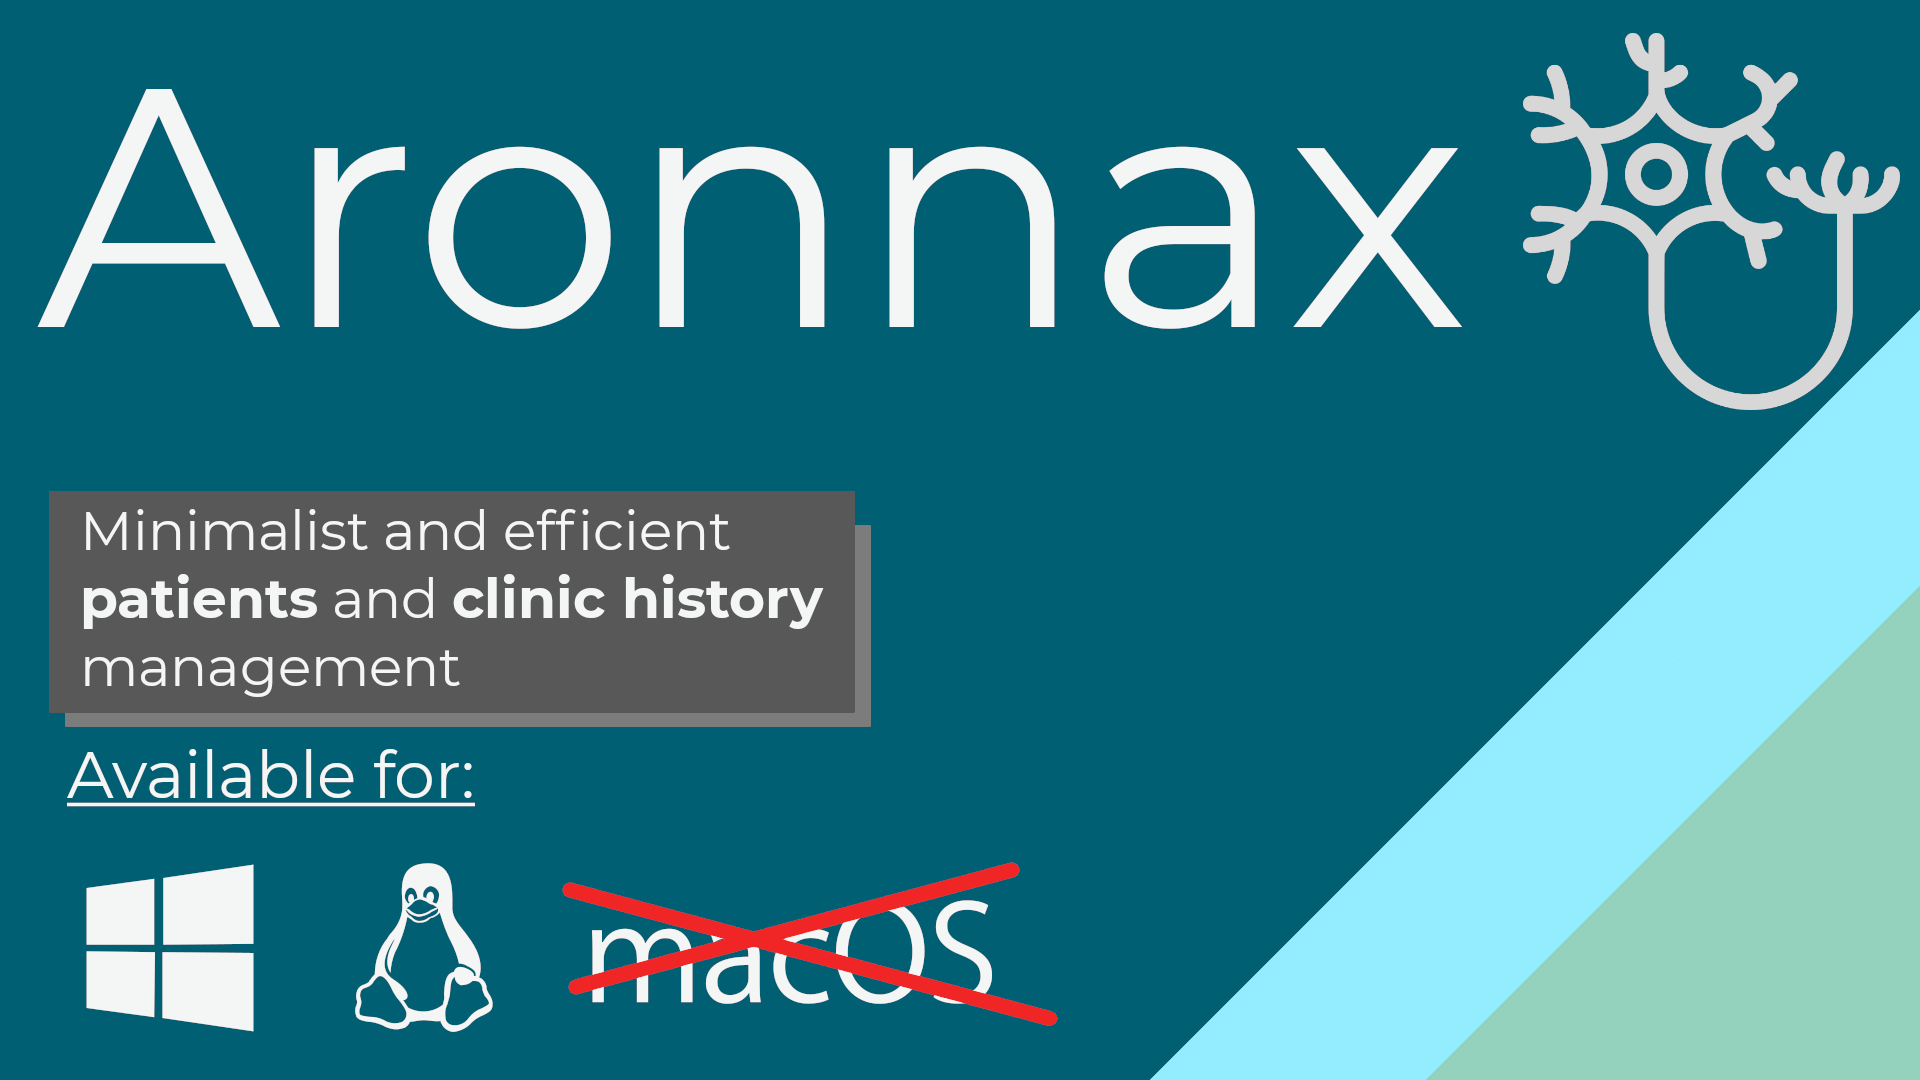 Aronnax
Minimalist and efficient
patients and clinic history
management
Available for:
macOS